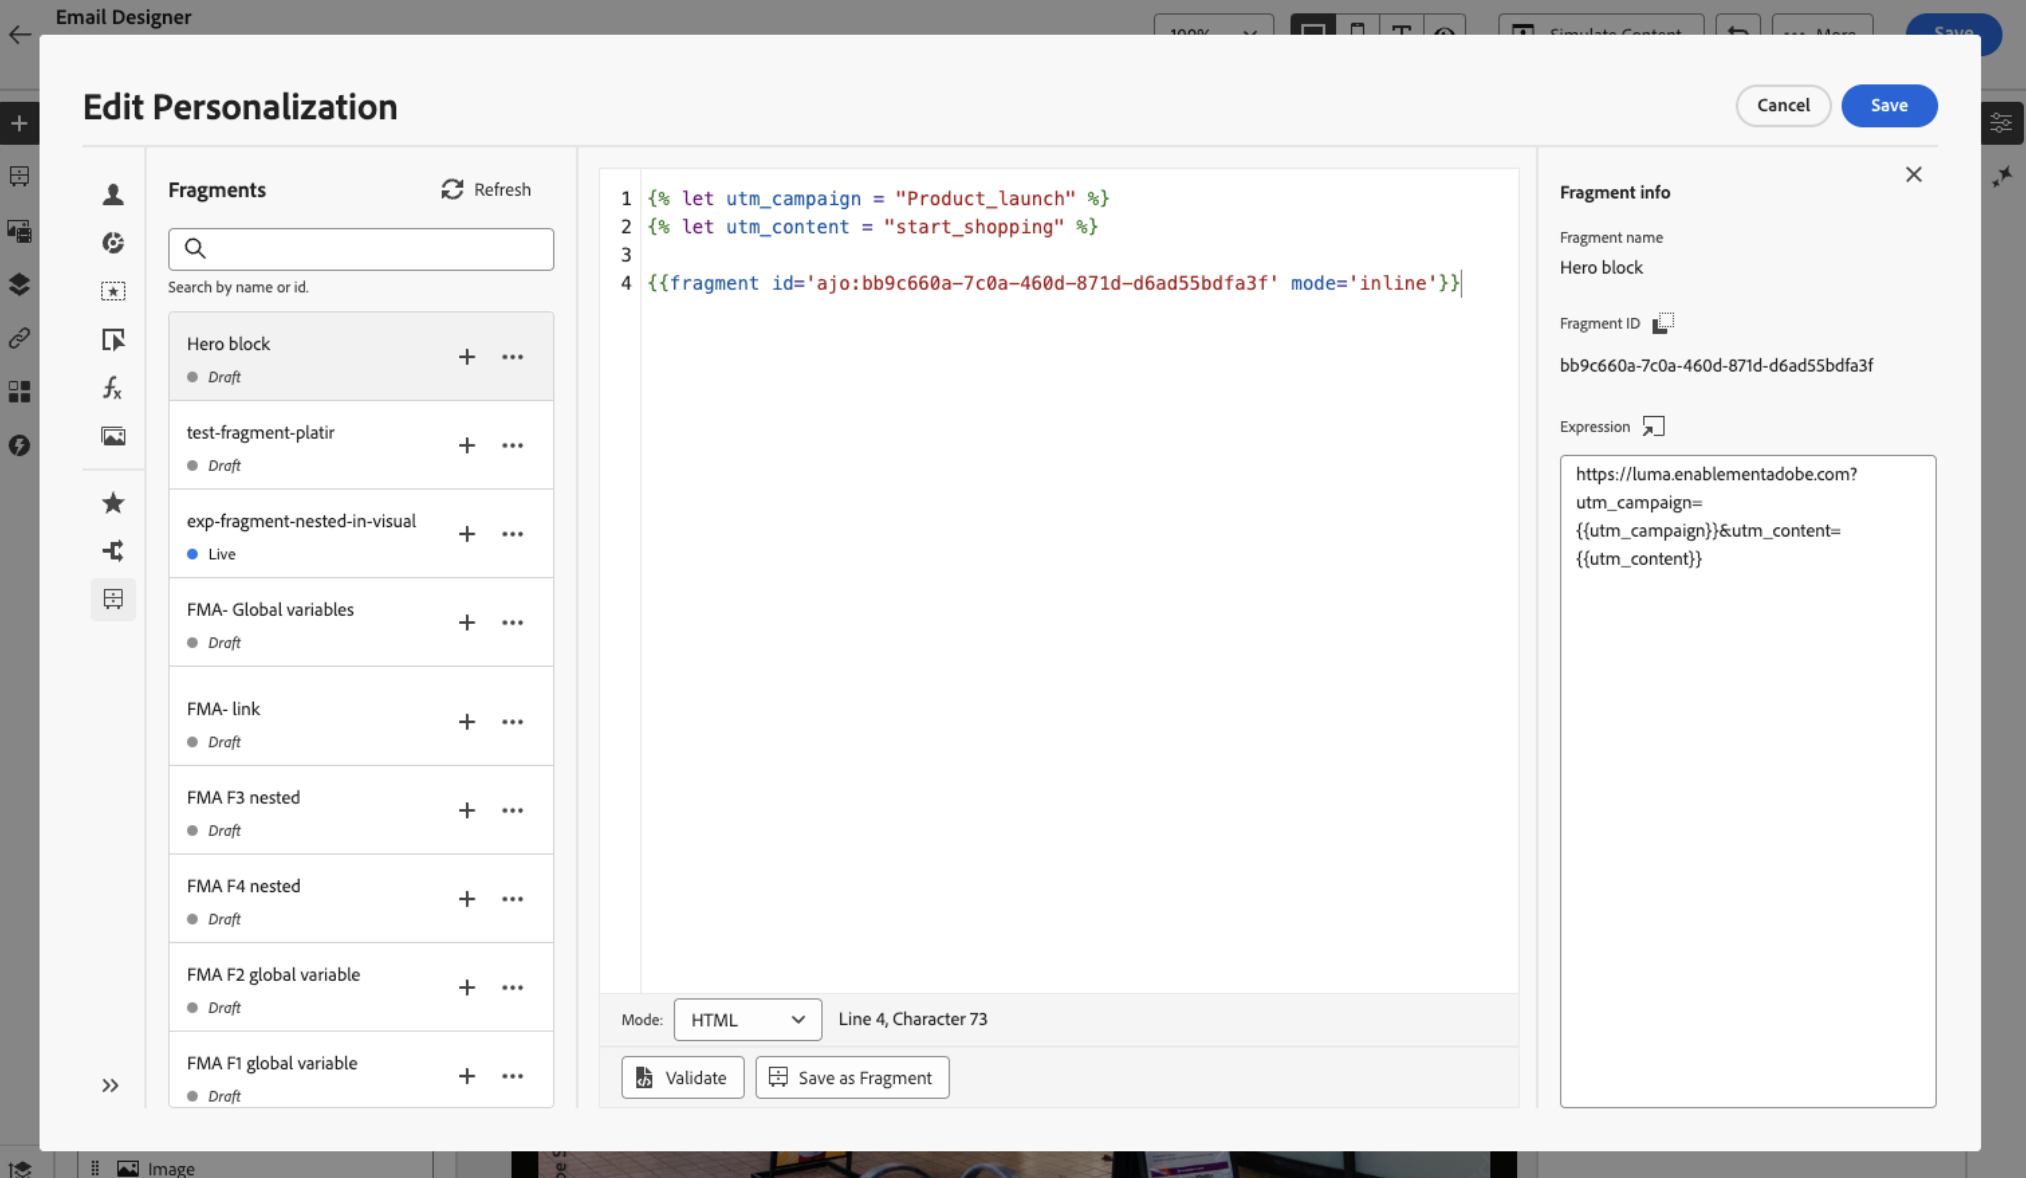 Email Designer
100%
Simulate Content
More
Save
Edit Personalization
Cancel
Save
Fragments
Refresh
Search by name or id.
Hero block
Draft
test-fragment-platir
Draft
exp-fragment-nested-in-visual
Live
FMA- Global variables
Draft
FMA- link
Draft
FMA F3 nested
Draft
FMA F4 nested
Draft
FMA F2 global variable
Draft
FMA F1 global variable
Draft
1 {% let utm_campaign = "Product_launch" %}
2 {% let utm_content = "start_shopping" %}
3
4 {{fragment id='ajo:bb9c660a-7c0a-460d-871d-d6ad55bdfa3f' mode='inline'}}
Mode: HTML Line 4, Character 73
Validate
Save as Fragment
Fragment info
Fragment name
Hero block
Fragment ID
bb9c660a-7c0a-460d-871d-d6ad55bdfa3f
Expression
https://luma.enablementadobe.com?
utm_campaign=
{{utm_campaign}}&utm_content=
{{utm_content}}
Image